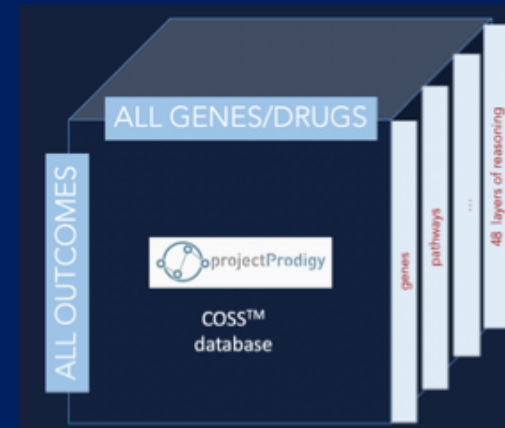 ALL GENES/DRUGS
ALL OUTCOMES
projectProdigy
COSS™
database
genes
pathways
...
48 layers of reasoning